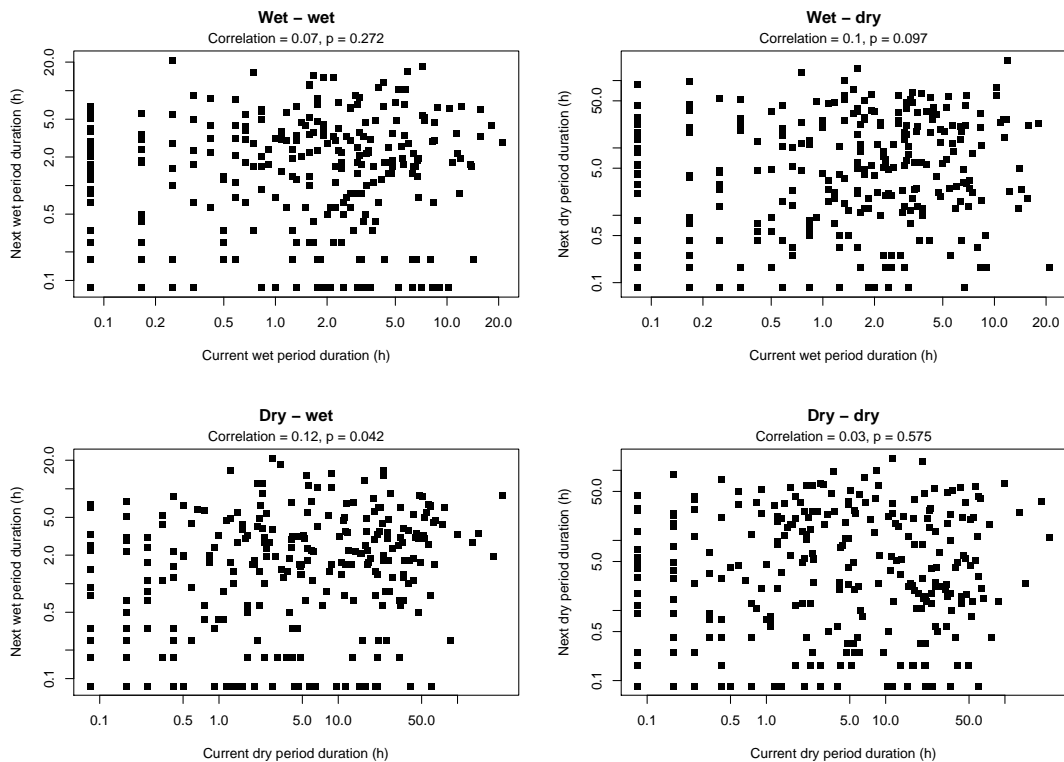 Wet – wet
Correlation = 0.07, p = 0.272
Next wet period duration (h)
20.0
5.0
2.0
0.5
0.1
0.1 0.2 0.5 1.0 2.0 5.0 10.0 20.0
Current wet period duration (h)
Wet – dry
Correlation = 0.1, p = 0.097
Next dry period duration (h)
50.0
5.0
0.5
0.1
0.1 0.2 0.5 1.0 2.0 5.0 10.0 20.0
Current wet period duration (h)
Dry – wet
Correlation = 0.12, p = 0.042
Next wet period duration (h)
20.0
5.0
2.0
0.5
0.1
0.1 0.5 1.0 5.0 10.0 50.0
Current dry period duration (h)
Dry – dry
Correlation = 0.03, p = 0.575
Next dry period duration (h)
50.0
5.0
0.5
0.1
0.1 0.5 1.0 5.0 10.0 50.0
Current dry period duration (h)